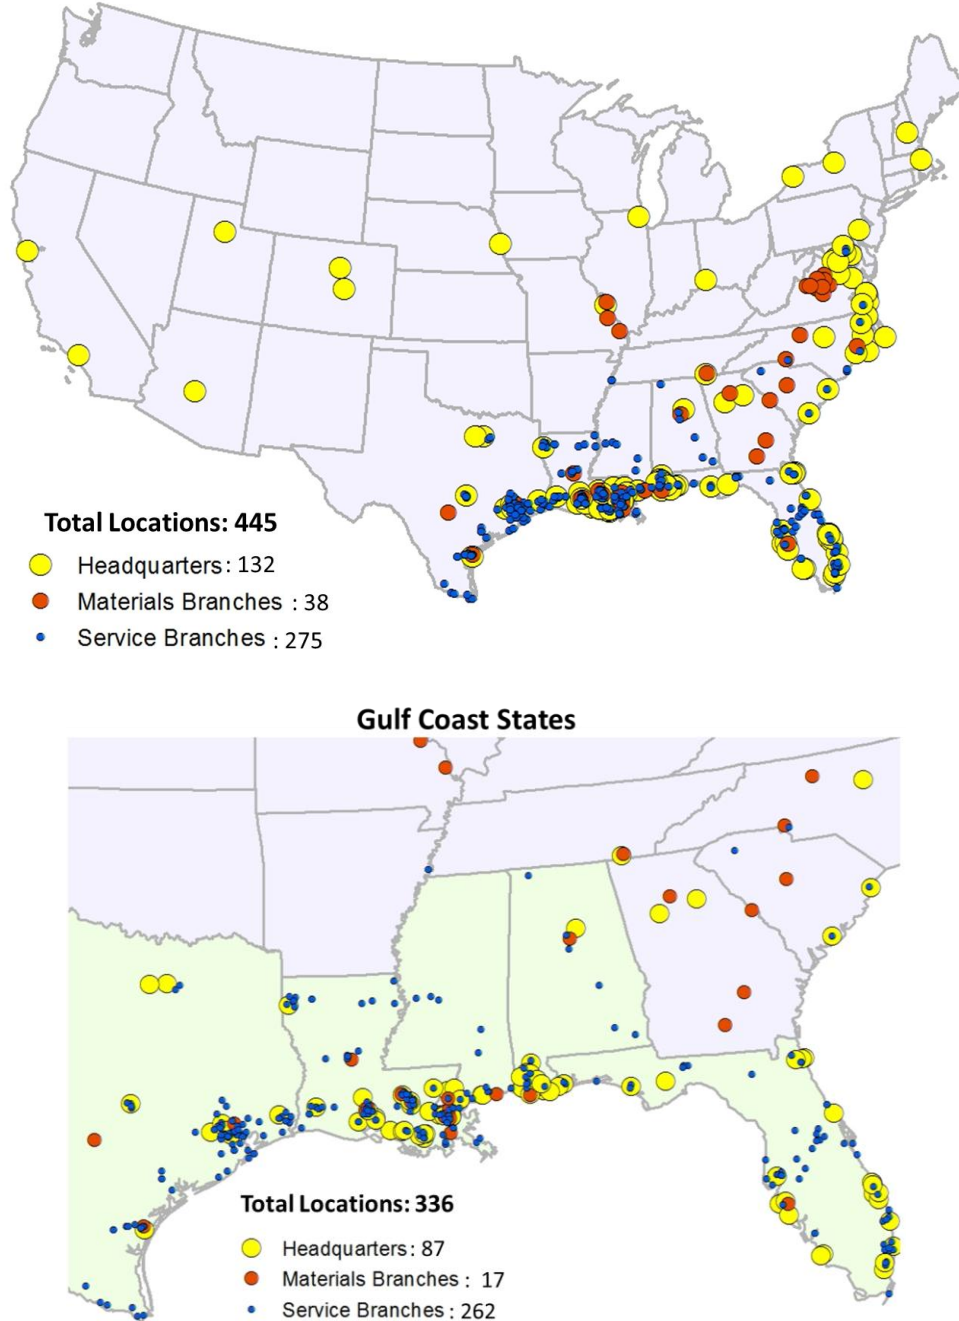 Total Locations: 445
Headquarters: 132
Materials Branches : 38
Service Branches : 275
Gulf Coast States
Total Locations: 336
Headquarters: 87
Materials Branches : 17
Service Branches : 262